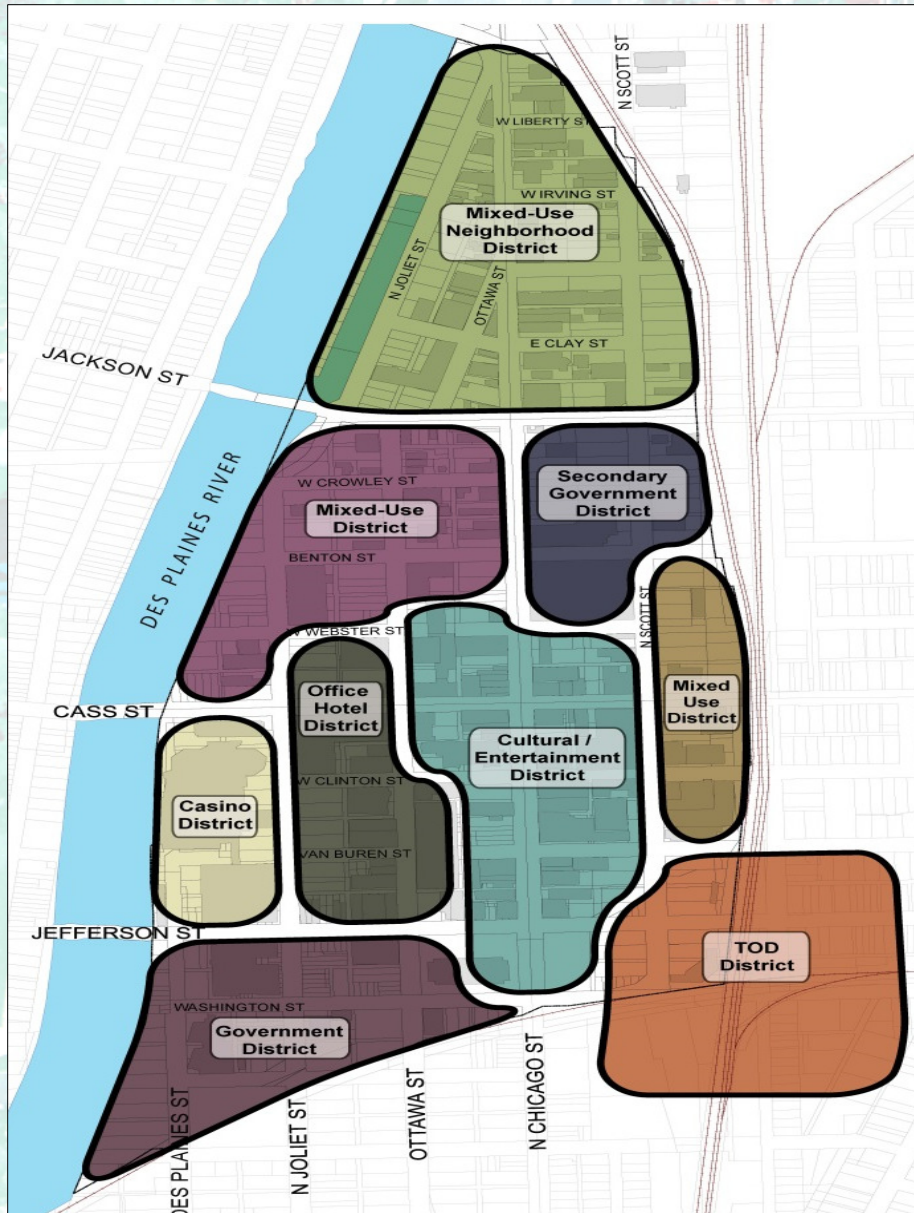 N SCOTT ST
W LIBERTY ST
W IRVING ST
Mixed-Use
Neighborhood
District
N JOLIET ST
OTTAWA ST
E CLAY ST
JACKSON ST
DES PLAINES RIVER
W CROWLEY ST
Mixed-Use
District
BENTON ST
Secondary
Government
District
N SCOTT ST
W WEBSTER ST
CASS ST
Office
Hotel
District
Mixed
Use
District
Cultural /
Entertainment
District
W CLINTON ST
Casino
District
VAN BUREN ST
JEFFERSON ST
TOD
District
WASHINGTON ST
Government
District
DES PLAINES ST
N JOLIET ST
OTTAWA ST
N CHICAGO ST